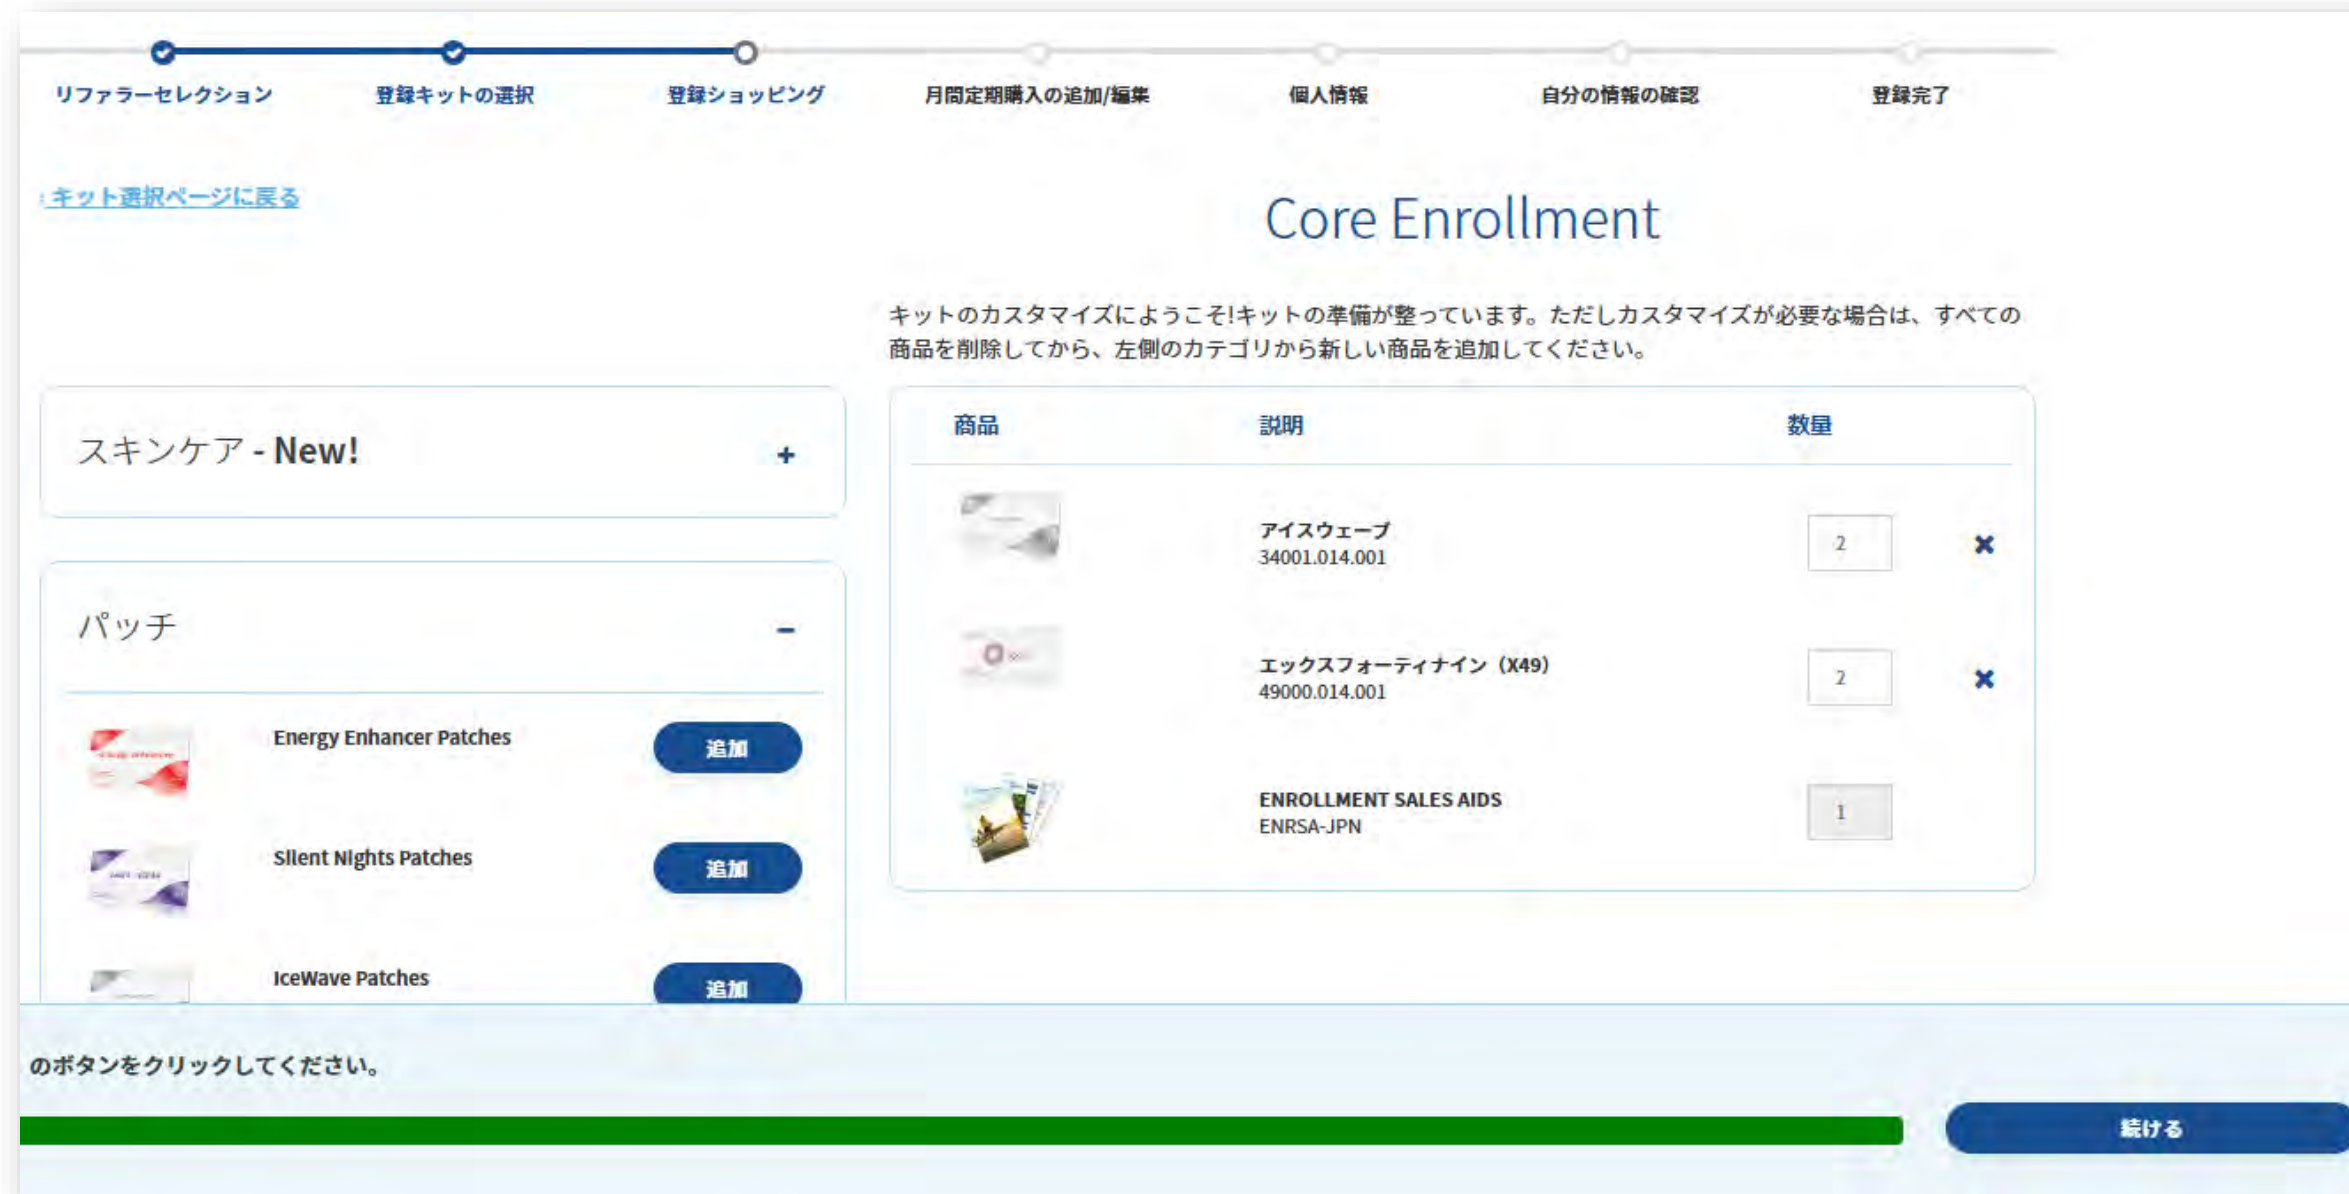 リファラーセレクション
登録キットの選択
登録ショッピング
月間定期購入の追加/編集
個人情報
自分の情報の確認
登録完了
キット選択ページに戻る
Core Enrollment
キットのカスタマイズにようこそ!キットの準備が整っています。ただしカスタマイズが必要な場合は、すべての
商品を削除してから、左側のカテゴリから新しい商品を追加してください。
スキンケア - New!
+
パッチ
-
Energy Enhancer Patches
追加
Silent Nights Patches
追加
IceWave Patches
追加
商品 説明 数量
アイスウェーブ
34001.014.001
2
エックスフォーティナイン（X49）
49000.014.001
2
ENROLLMENT SALES AIDS
ENRSA-JPN
1
のボタンをクリックしてください。
続ける